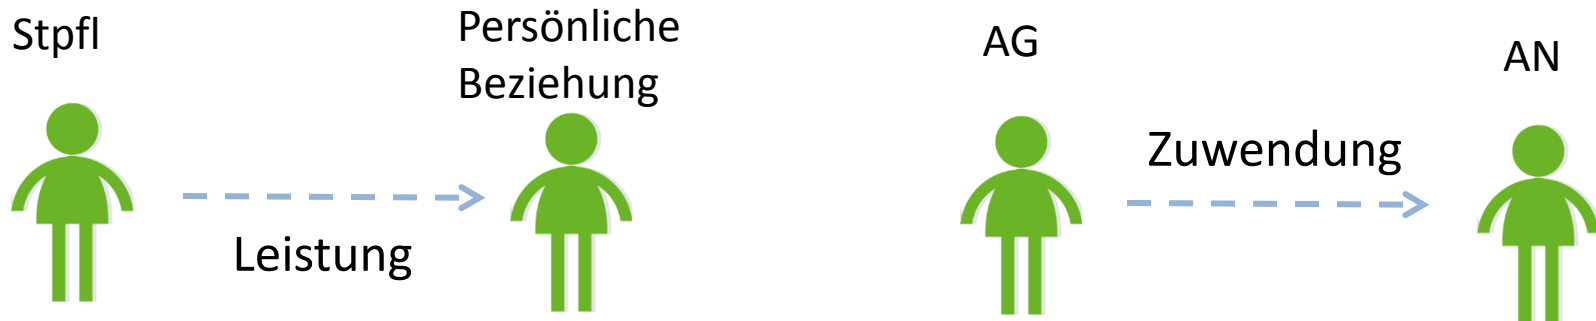 Stpfl
Persönliche
Beziehung
Leistung
AG
AN
Zuwendung